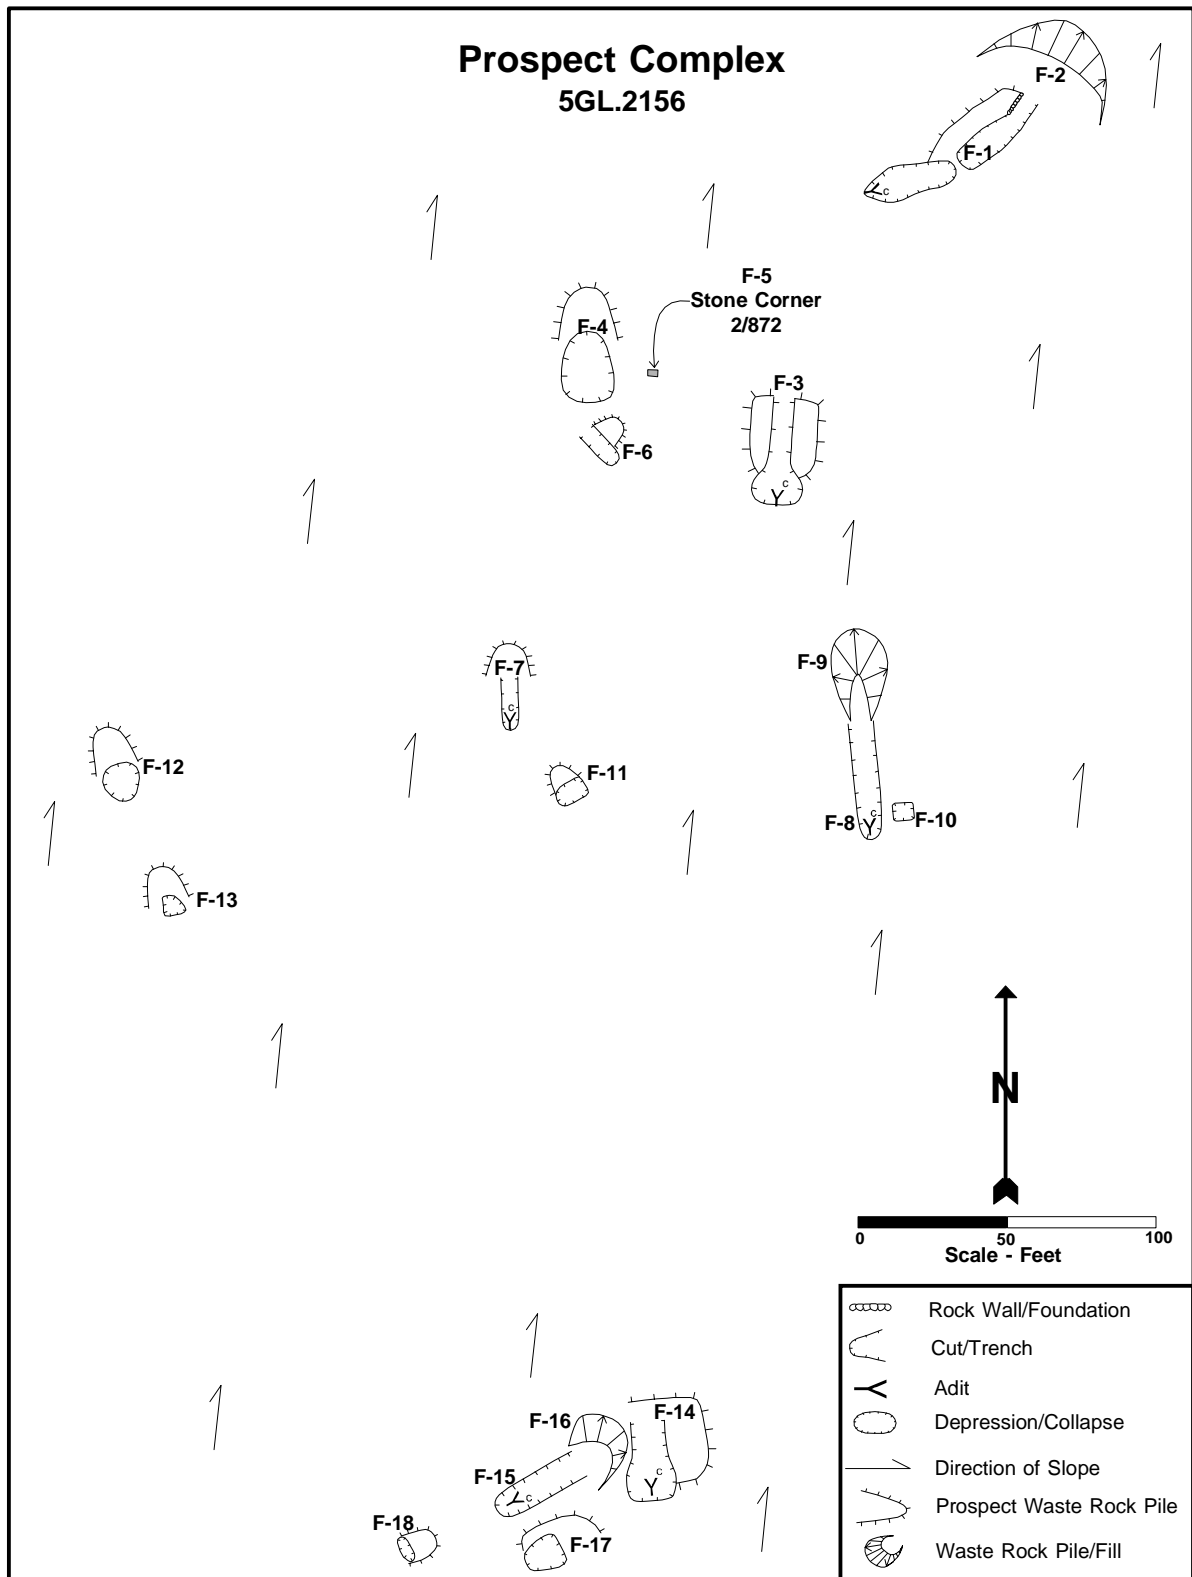 Prospect Complex
5GL.2156
F-2
F-1
C
F-5
Stone Corner
2/872
F-4
F-3
F-6
C
F-7
F-9
C
F-12
F-11
F-8
C
F-10
F-13
N
0 50 100
Scale - Feet
Rock Wall/Foundation
Cut/Trench
Adit
Depression/Collapse
Direction of Slope
Prospect Waste Rock Pile
Waste Rock Pile/Fill
F-16
F-14
F-15
C
C
F-18
F-17